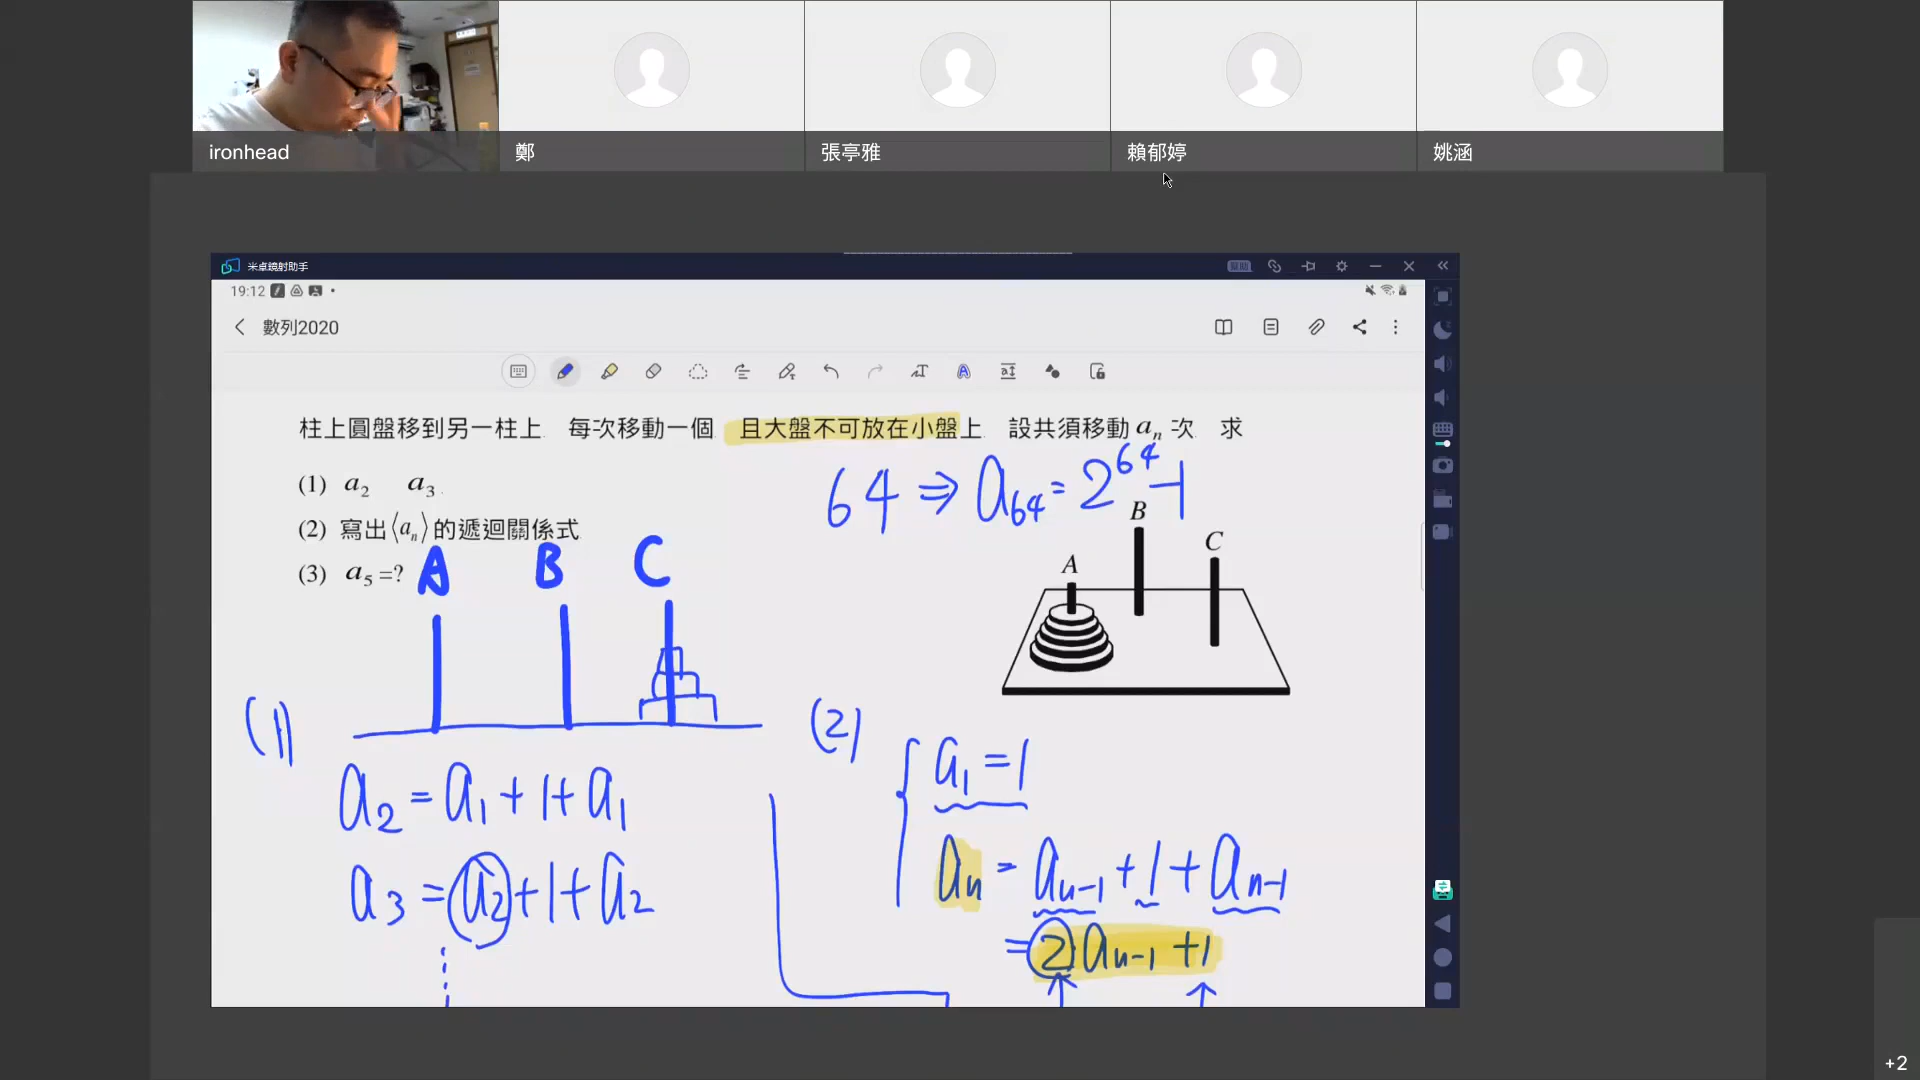 ironhead
鄭
張亭雅
賴郁婷
姚涵
米卓鏡射助手
19:12
數列2020
柱上圓盤移到另一柱上 每次移動一個 且大盤不可放在小盤上 設共須移動 aₙ 次 求
64 ⇒ a₆₄ = 2⁶⁴-1
(1) a₂ a₃
(2) 寫出⟨aₙ⟩的遞迴關係式
(3) a₅ =?
A B C
A B C
(1)
a₂ = a₁ + 1 + a₁
a₃ = a₂ + 1 + a₂
(2)
a₁ = 1
aₙ = aₙ₋₁ + 1 + aₙ₋₁
= 2aₙ₋₁ + 1
+2